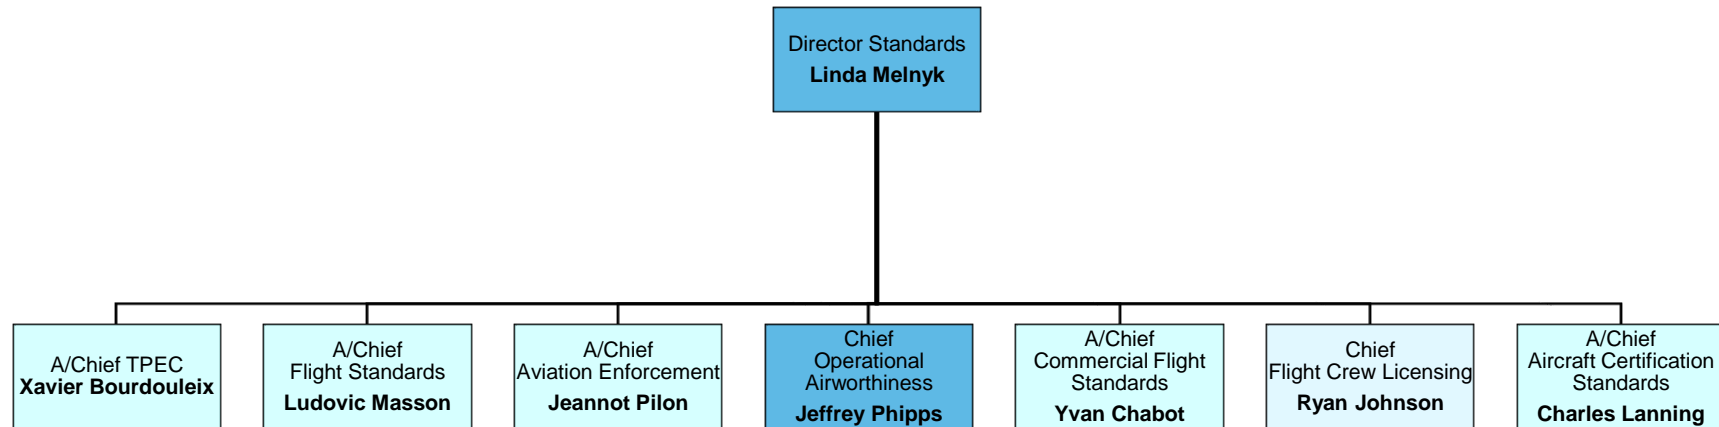 Director Standards
Linda Melnyk
A/Chief TPEC
Xavier Bourdouleix
A/Chief
Flight Standards
Ludovic Masson
A/Chief
Aviation Enforcement
Jeannot Pilon
Chief
Operational
Airworthiness
Jeffrey Phipps
A/Chief
Commercial Flight
Standards
Yvan Chabot
Chief
Flight Crew Licensing
Ryan Johnson
A/Chief
Aircraft Certification
Standards
Charles Lanning